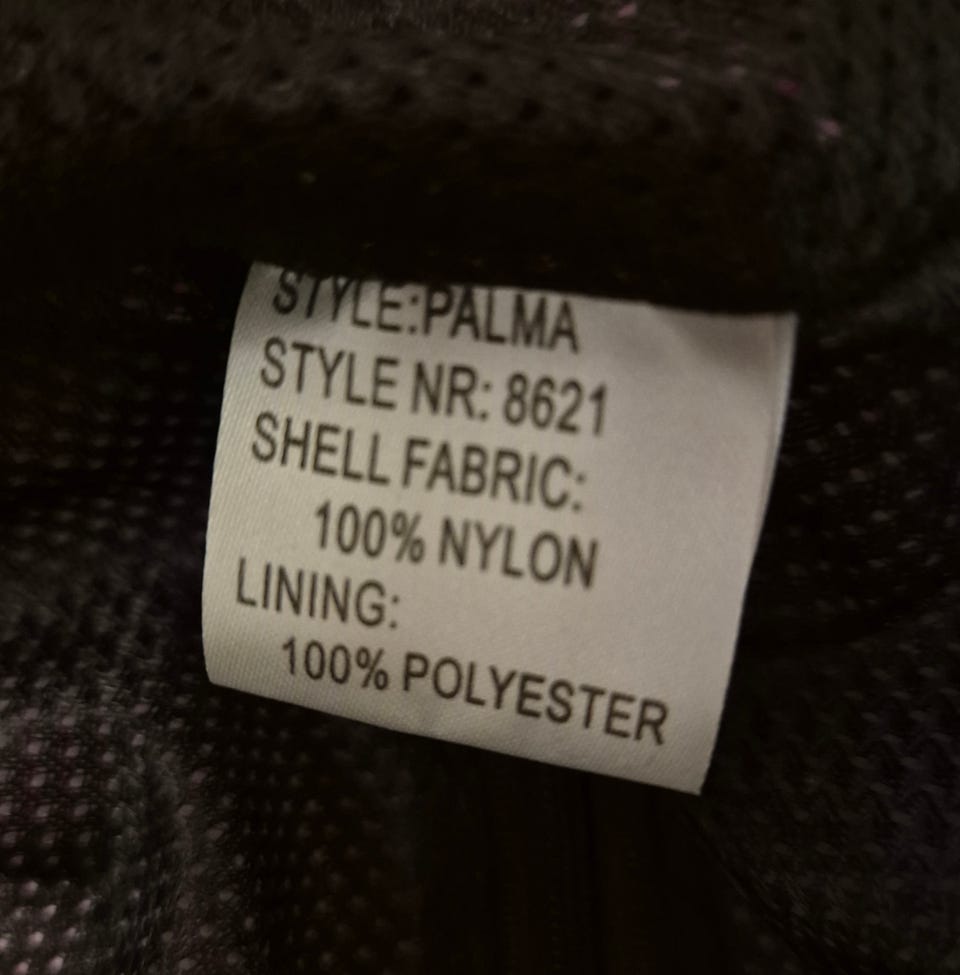 STYLE:PALMA
STYLE NR: 8621
SHELL FABRIC:
100% NYLON
LINING:
100% POLYESTER